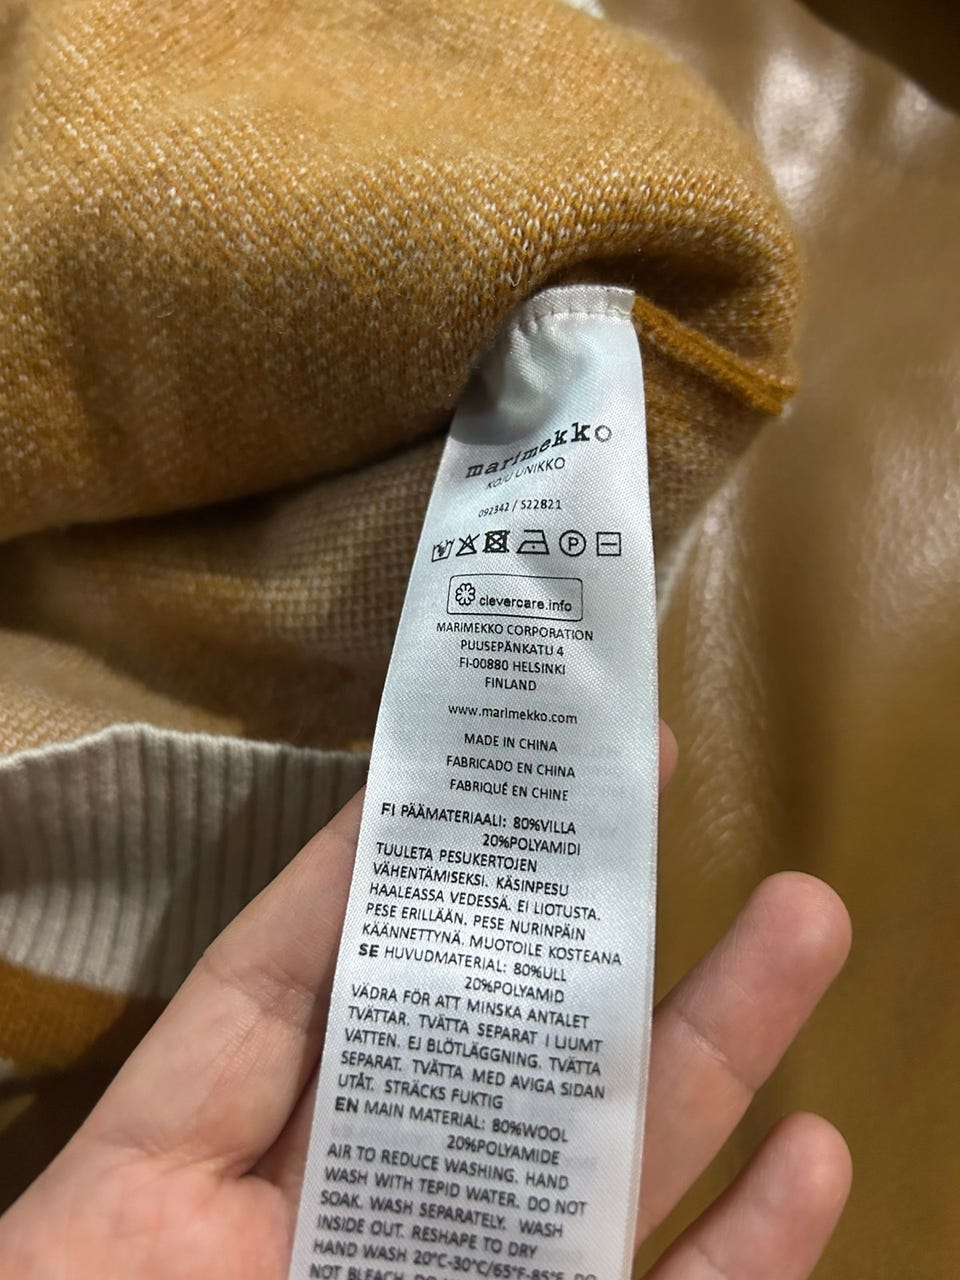 marimekko
KOJU UNIKKO
092342 / 522821
P
clevercare.info
MARIMEKKO CORPORATION
PUUSEPÄNKATU 4
FI-00880 HELSINKI
FINLAND
www.marimekko.com
MADE IN CHINA
FABRICADO EN CHINA
FABRIQUÉ EN CHINE
FI PÄÄMATERIAALI: 80%VILLA
20%POLYAMIDI
TUULETA PESUKERTOJEN
VÄHENTÄMISEKSI. KÄSINPESU
HAALEASSA VEDESSÄ. EI LIOTUSTA.
PESE ERILLÄÄN. PESE NURINPÄIN
KÄÄNNETTYNÄ. MUOTOILE KOSTEANA
SE HUVUDMATERIAL: 80%ULL
20%POLYAMID
VÄDRA FÖR ATT MINSKA ANTALET
TVÄTTAR. TVÄTTA SEPARAT I LJUMT
VATTEN. EJ BLÖTLÄGGNING. TVÄTTA
SEPARAT. TVÄTTA MED AVIGA SIDAN
UTÅT. STRÄCKS FUKTIG
EN MAIN MATERIAL: 80%WOOL
20%POLYAMIDE
AIR TO REDUCE WASHING. HAND
WASH WITH TEPID WATER. DO NOT
SOAK. WASH SEPARATELY. WASH
INSIDE OUT. RESHAPE TO DRY
HAND WASH 20°C-30°C/65°F-85°F. DO
NOT BLEACH.